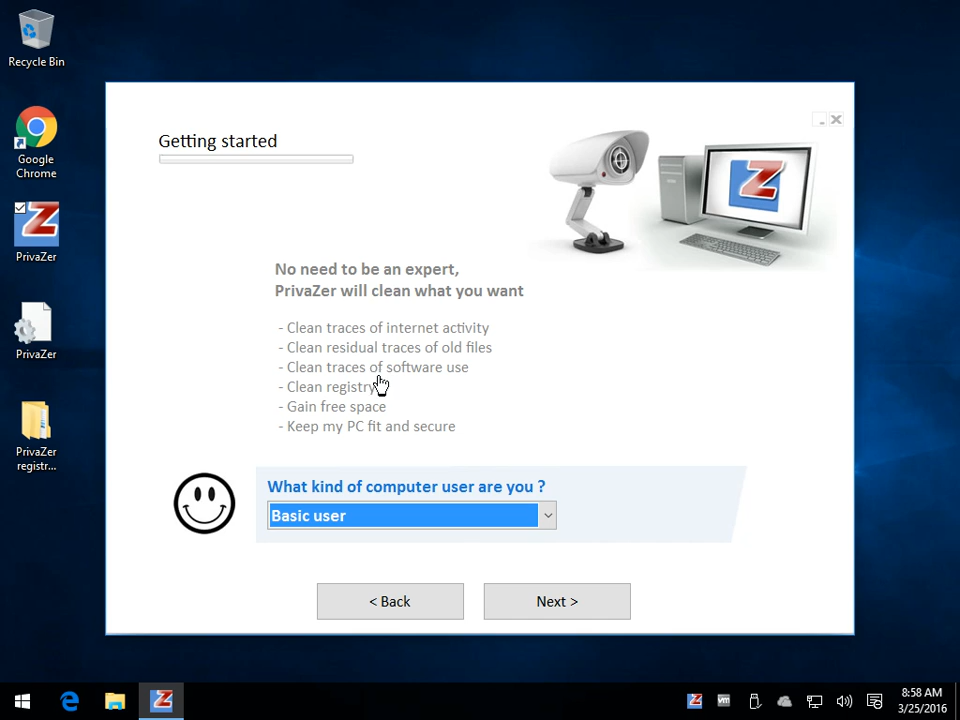 Recycle Bin
Google
Chrome
PrivaZer
PrivaZer
PrivaZer
registr...
Getting started
No need to be an expert,
PrivaZer will clean what you want
- Clean traces of internet activity
- Clean residual traces of old files
- Clean traces of software use
- Clean registry
- Gain free space
- Keep my PC fit and secure
What kind of computer user are you ?
Basic user
< Back
Next >
8:58 AM
3/25/2016